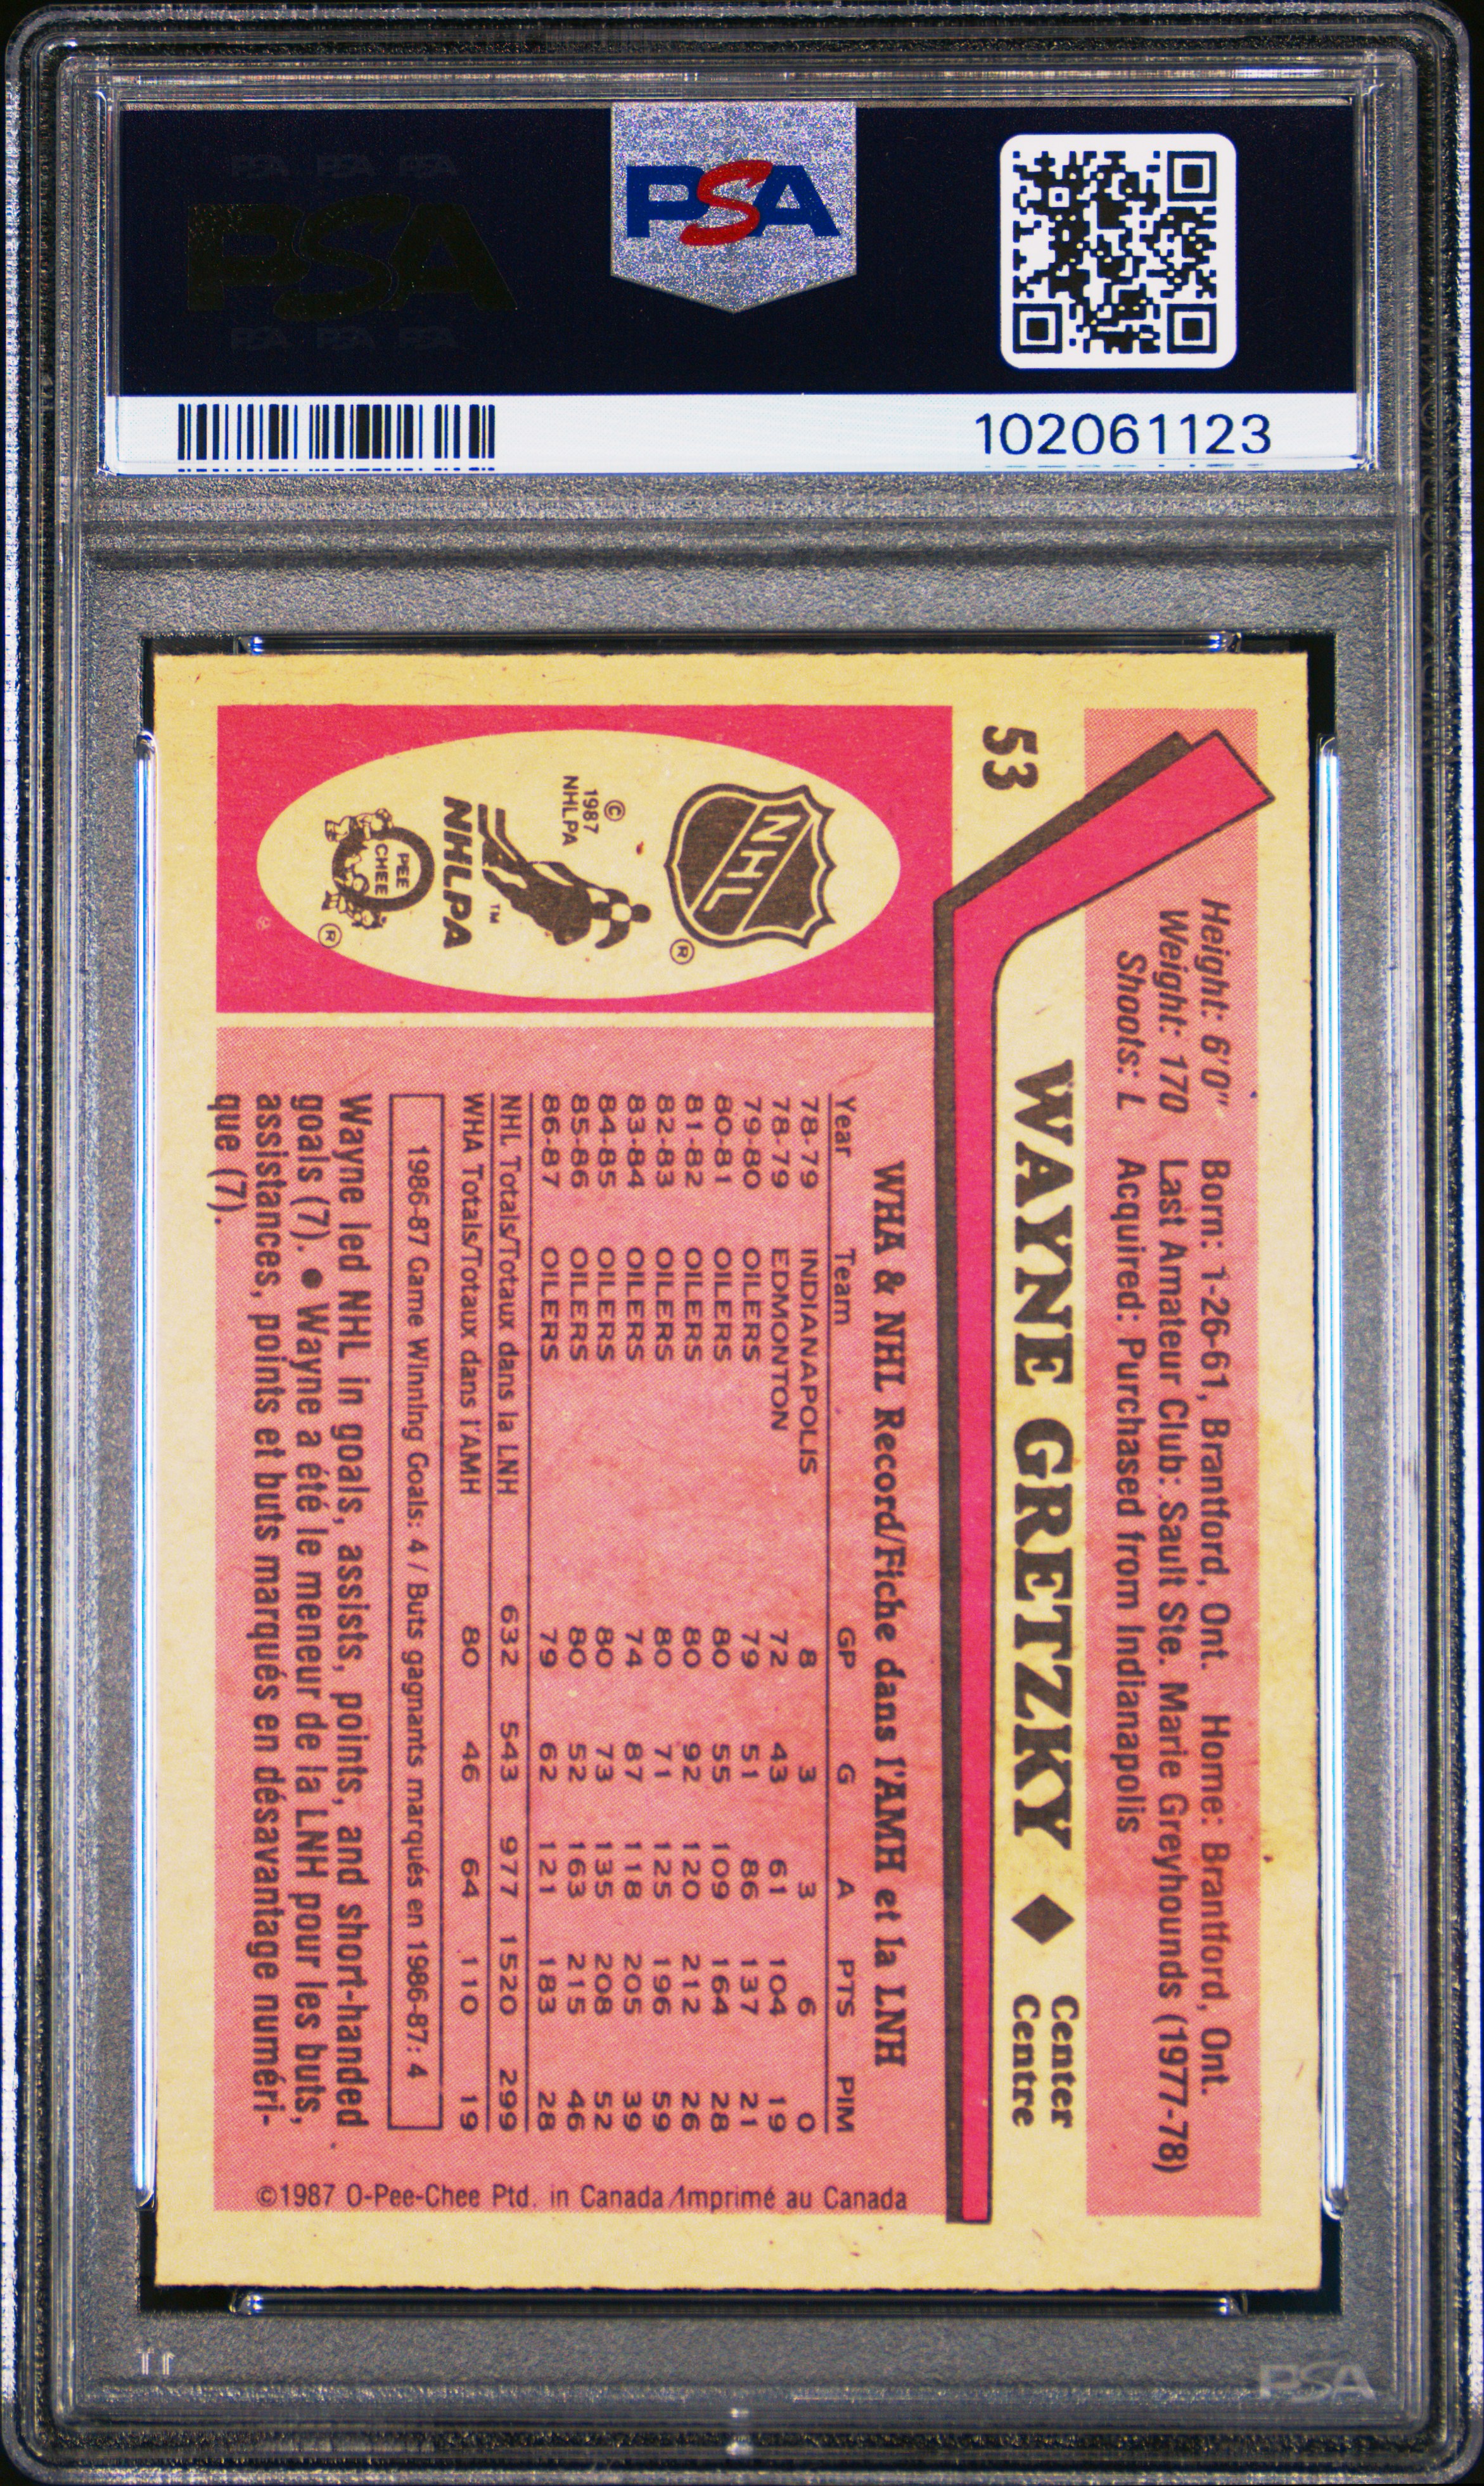 PSA PSA PSA
PSA
PSA PSA PSA
PSA
102061123
53
Height: 6'0" Born: 1-26-61, Brantford, Ont. Home: Brantford, Ont.
Weight: 170 Last Amateur Club: Sault Ste. Marie Greyhounds (1977-78)
Shoots: L Acquired: Purchased from Indianapolis
WAYNE GRETZKY ◆ Center
Centre
NHL
®
© 1987 NHLPA
™
NHLPA
O PEE CHEE
®
WHA & NHL Record/Fiche dans l'AMH et la LNH
Year Team GP G A PTS PIM
78-79 INDIANAPOLIS 8 3 3 6 0
78-79 EDMONTON 72 43 61 104 19
79-80 OILERS 79 51 86 137 21
80-81 OILERS 80 55 109 164 28
81-82 OILERS 80 92 120 212 26
82-83 OILERS 80 71 125 196 59
83-84 OILERS 74 87 118 205 39
84-85 OILERS 80 73 135 208 52
85-86 OILERS 80 52 163 215 46
86-87 OILERS 79 62 121 183 28
NHL Totals/Totaux dans la LNH 632 543 977 1520 299
WHA Totals/Totaux dans l'AMH 80 46 64 110 19
1986-87 Game Winning Goals: 4 / Buts gagnants marqués en 1986-87: 4
Wayne led NHL in goals, assists, points, and short-handed
goals (7). ● Wayne a été le meneur de la LNH pour les buts,
assistances, points et buts marqués en désavantage numéri-
que (7).
©1987 O-Pee-Chee Ptd. in Canada/Imprimé au Canada
PSA